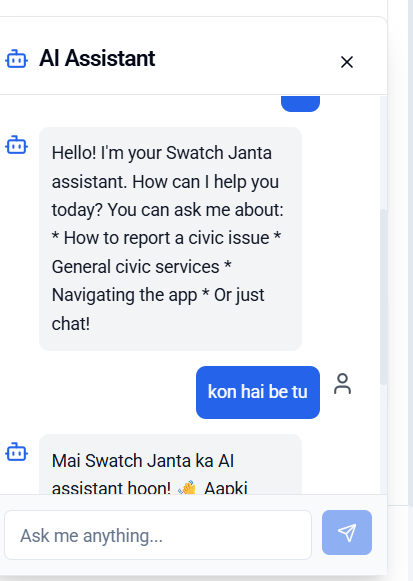 AI Assistant
Hello! I'm your Swatch Janta
assistant. How can I help you
today? You can ask me about:
* How to report a civic issue *
General civic services *
Navigating the app * Or just
chat!
kon hai be tu
Mai Swatch Janta ka AI
assistant hoon! 👋 Aapki
Ask me anything...